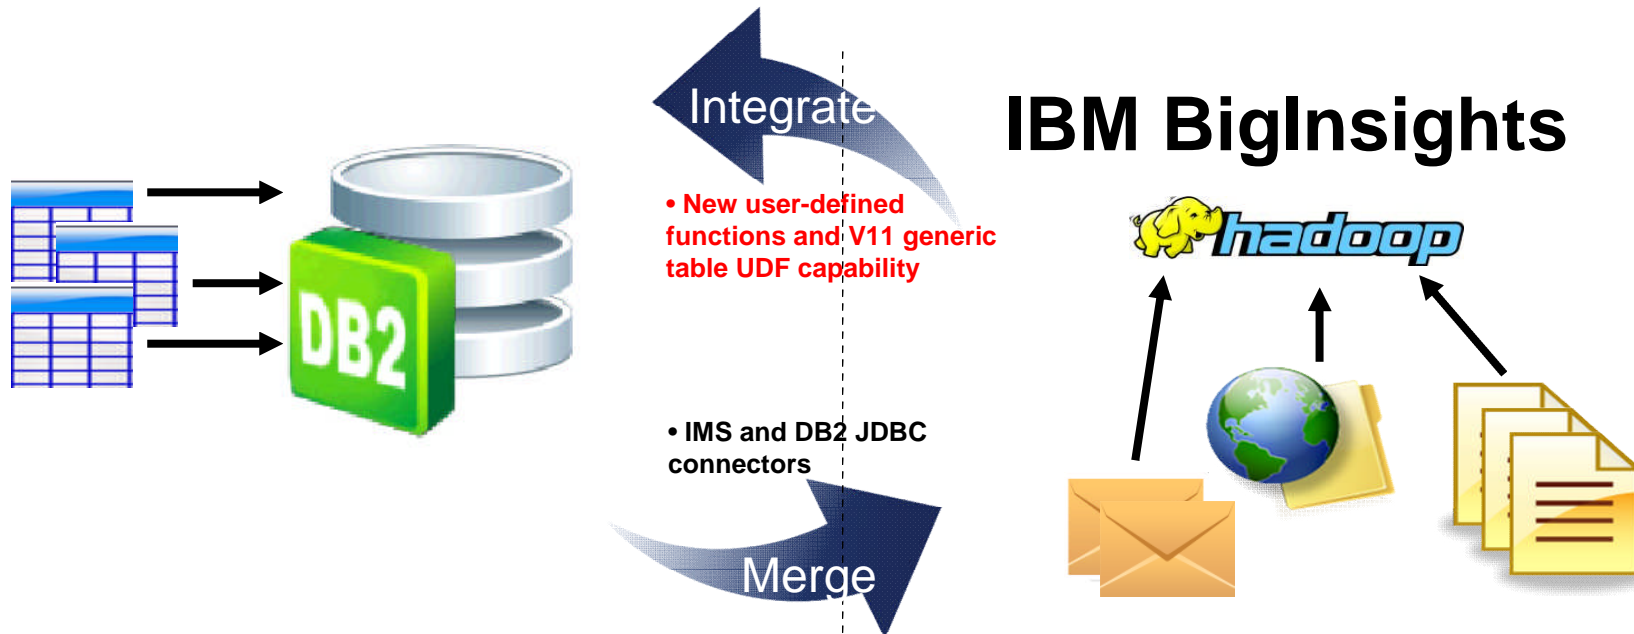 Integrate
IBM BigInsights
• New user-defined
functions and V11 generic
table UDF capability
hadoop
DB2
• IMS and DB2 JDBC
connectors
Merge